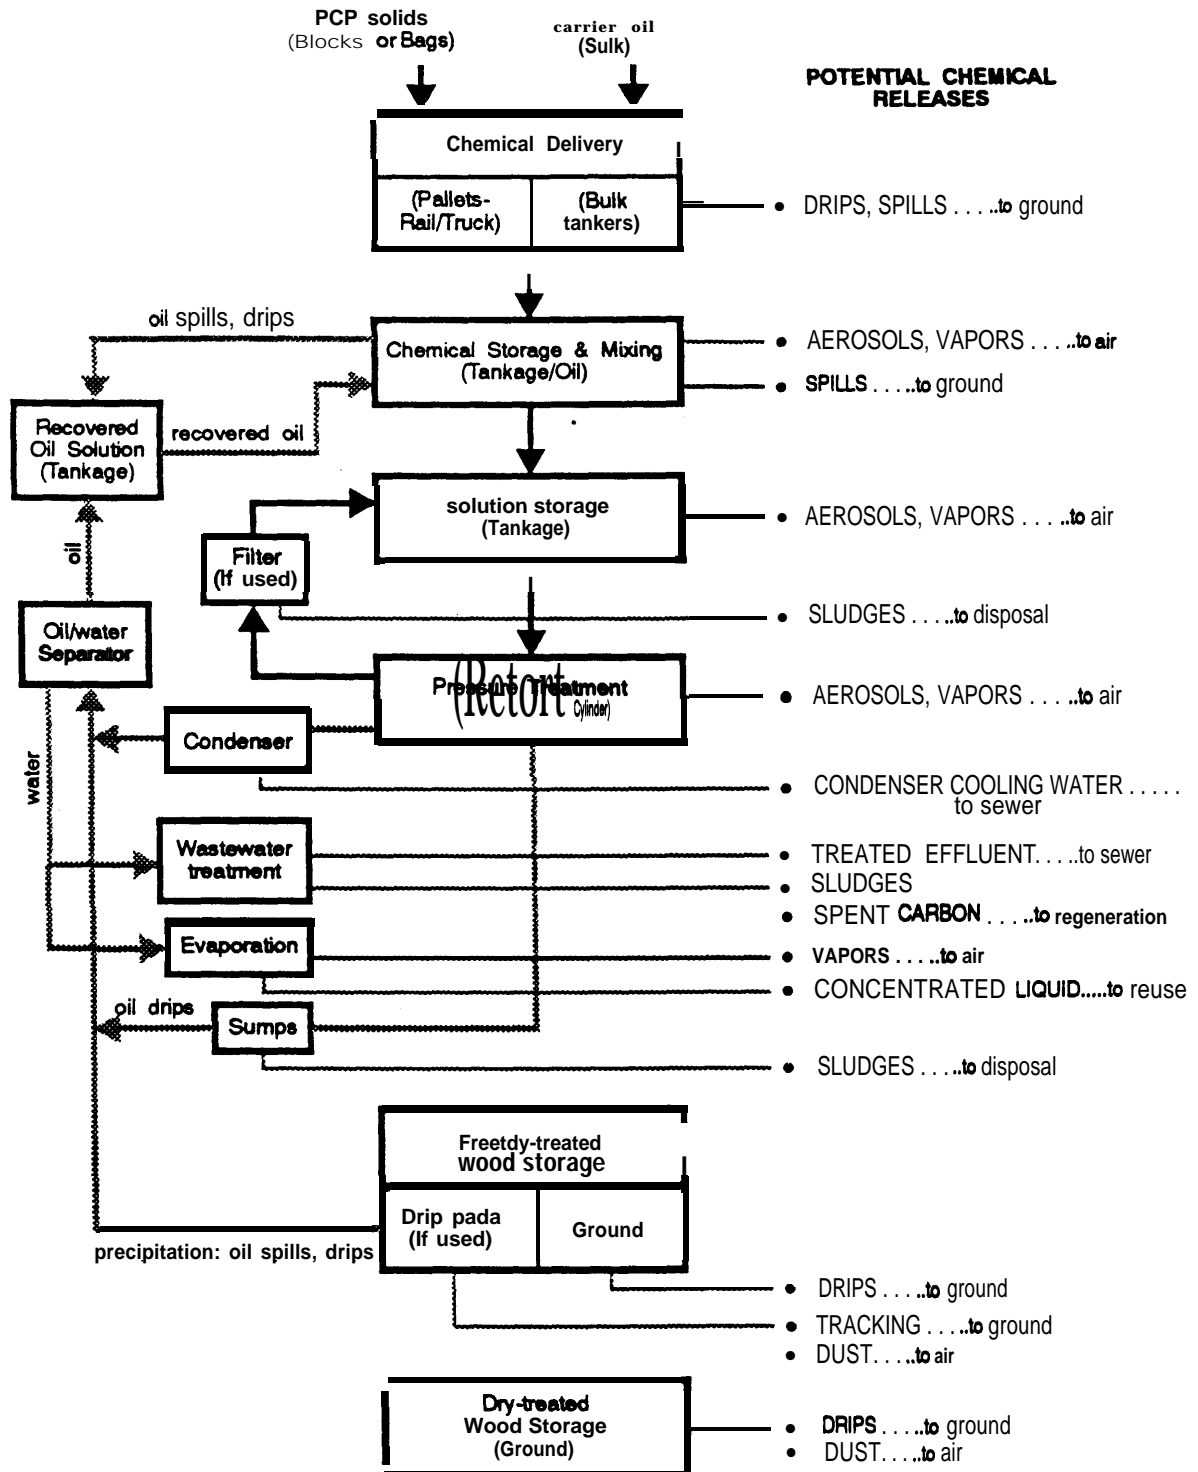 PCP solids
(Blocks or Bags)
carrier oil
(Sulk)
POTENTIAL CHEMICAL
RELEASES
Chemical Delivery
(Pallets-
Rail/Truck)
(Bulk
tankers)
• DRIPS, SPILLS . . . ...to ground
oil spills, drips
Chemical Storage & Mixing
(Tankage/Oil)
• AEROSOLS, VAPORS . . ...to air
• SPILLS . . ...to ground
Recovered
Oil Solution
(Tankage)
recovered oil
solution storage
(Tankage)
• AEROSOLS, VAPORS . . . ...to air
oil
Filter
(If used)
• SLUDGES . . ...to disposal
Oil/water
Separator
Pressure Treatment
(Retort Cylinder)
• AEROSOLS, VAPORS . . . ...to air
water
Condenser
• CONDENSER COOLING WATER . . . . .
to sewer
Wastewater
treatment
• TREATED EFFLUENT. . . ..to sewer
• SLUDGES
• SPENT CARBON . . . ...to regeneration
Evaporation
• VAPORS . . . ...to air
• CONCENTRATED LIQUID.....to reuse
oil drips
Sumps
• SLUDGES . . . ...to disposal
Freetdy-treated
wood storage
Drip pada
(If used)
Ground
precipitation: oil spills, drips
• DRIPS . . . ...to ground
• TRACKING . . . ...to ground
• DUST. . . ...to air
Dry-treated
Wood Storage
(Ground)
• DRIPS . . . ...to ground
• DUST. . . ...to air